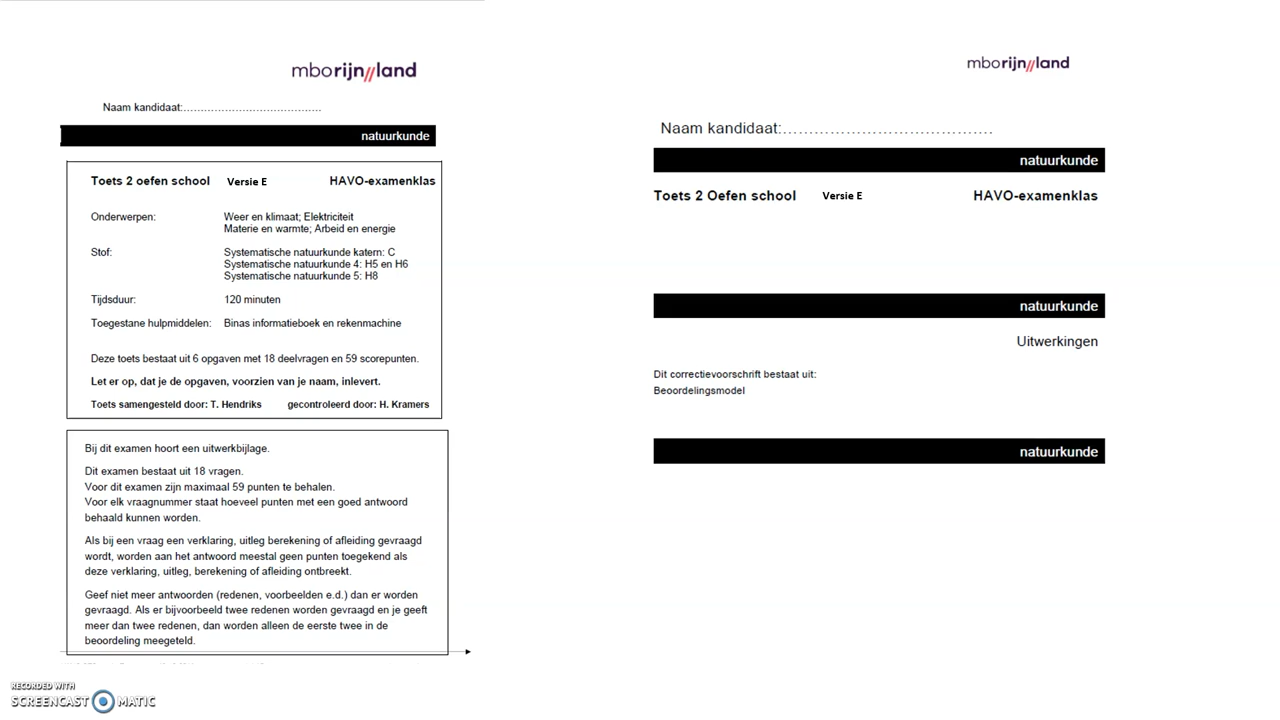 mborijn//land
Naam kandidaat:……………………………………
natuurkunde
Toets 2 oefen school Versie E HAVO-examenklas
Onderwerpen: Weer en klimaat; Elektriciteit
Materie en warmte; Arbeid en energie
Stof: Systematische natuurkunde katern: C
Systematische natuurkunde 4: H5 en H6
Systematische natuurkunde 5: H8
Tijdsduur: 120 minuten
Toegestane hulpmiddelen: Binas informatieboek en rekenmachine
Deze toets bestaat uit 6 opgaven met 18 deelvragen en 59 scorepunten.
Let er op, dat je de opgaven, voorzien van je naam, inlevert.
Toets samengesteld door: T. Hendriks gecontroleerd door: H. Kramers
Bij dit examen hoort een uitwerkbijlage.
Dit examen bestaat uit 18 vragen.
Voor dit examen zijn maximaal 59 punten te behalen.
Voor elk vraagnummer staat hoeveel punten met een goed antwoord
behaald kunnen worden.
Als bij een vraag een verklaring, uitleg berekening of afleiding gevraagd
wordt, worden aan het antwoord meestal geen punten toegekend als
deze verklaring, uitleg, berekening of afleiding ontbreekt.
Geef niet meer antwoorden (redenen, voorbeelden e.d.) dan er worden
gevraagd. Als er bijvoorbeeld twee redenen worden gevraagd en je geeft
meer dan twee redenen, dan worden alleen de eerste twee in de
beoordeling meegeteld.
mborijn//land
Naam kandidaat:………………………………….
natuurkunde
Toets 2 Oefen school Versie E HAVO-examenklas
natuurkunde
Uitwerkingen
Dit correctievoorschrift bestaat uit:
Beoordelingsmodel
natuurkunde
RECORDED WITH
SCREENCAST MATIC